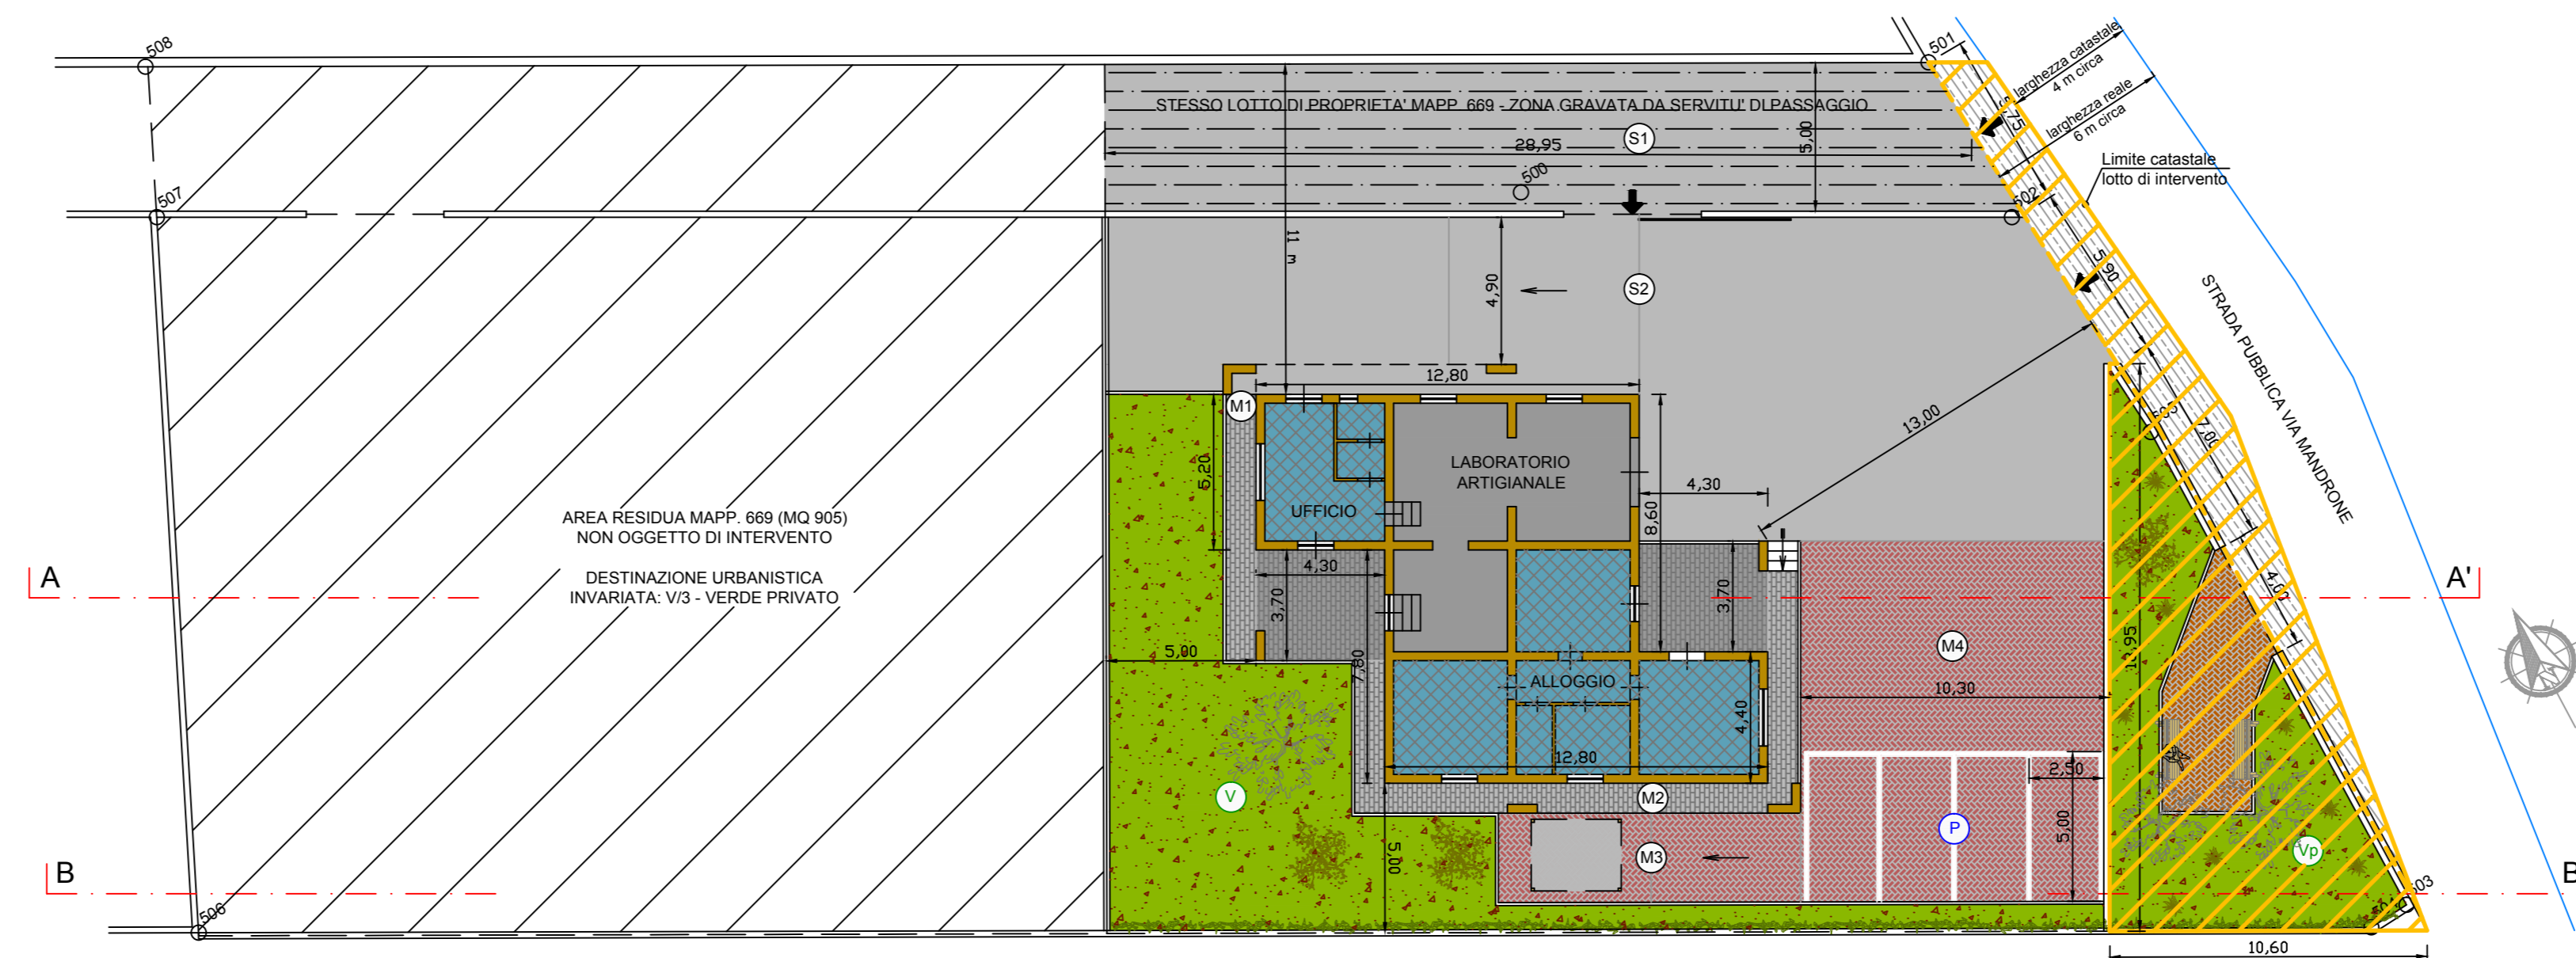 508
501
larghezza catastale
4 m circa
larghezza reale
6 m circa
STESSO LOTTO DI PROPRIETA' MAPP. 669 - ZONA GRAVATA DA SERVITU' DI PASSAGGIO
S1
28,95
5,00
Limite catastale
lotto di intervento
500
502
507
11 m
4,90
S2
5,90
STRADA PUBBLICA VIA MANDRONE
12,80
M1
13,00
7,00
5,20
LABORATORIO
ARTIGIANALE
4,30
8,60
UFFICIO
AREA RESIDUA MAPP. 669 (MQ 905)
NON OGGETTO DI INTERVENTO
DESTINAZIONE URBANISTICA
INVARIATA: V/3 - VERDE PRIVATO
A
A'
4,30
3,70
3,70
4,00
5,00
7,80
M4
ALLOGGIO
10,30
4,40
12,80
2,50
V
M2
P
5,00
M3
5,00
Vp
B
B
506
10,60